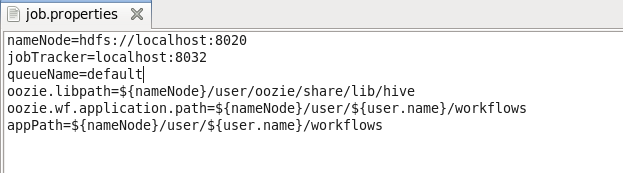 job.properties
nameNode=hdfs://localhost:8020
jobTracker=localhost:8032
queueName=default
oozie.libpath=${nameNode}/user/oozie/share/lib/hive
oozie.wf.application.path=${nameNode}/user/${user.name}/workflows
appPath=${nameNode}/user/${user.name}/workflows